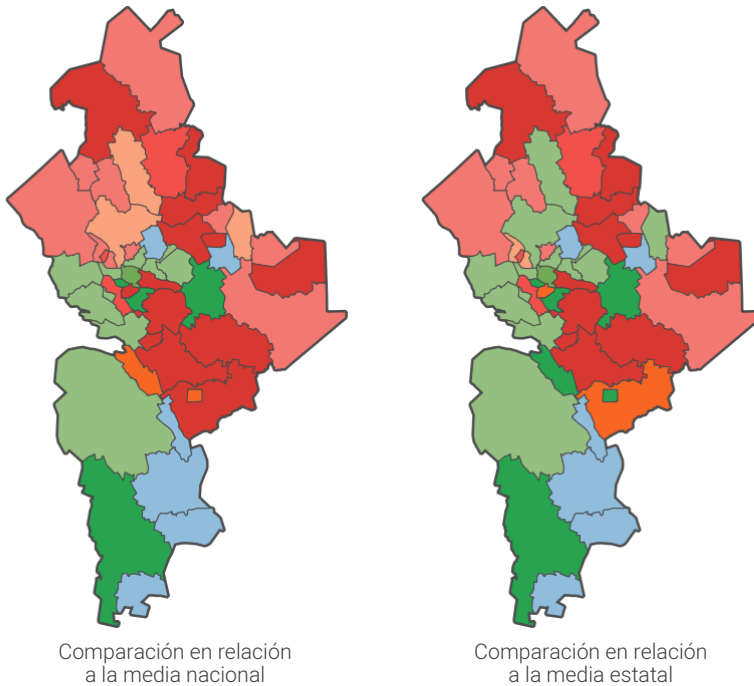 Comparación en relación
a la media nacional
Comparación en relación
a la media estatal